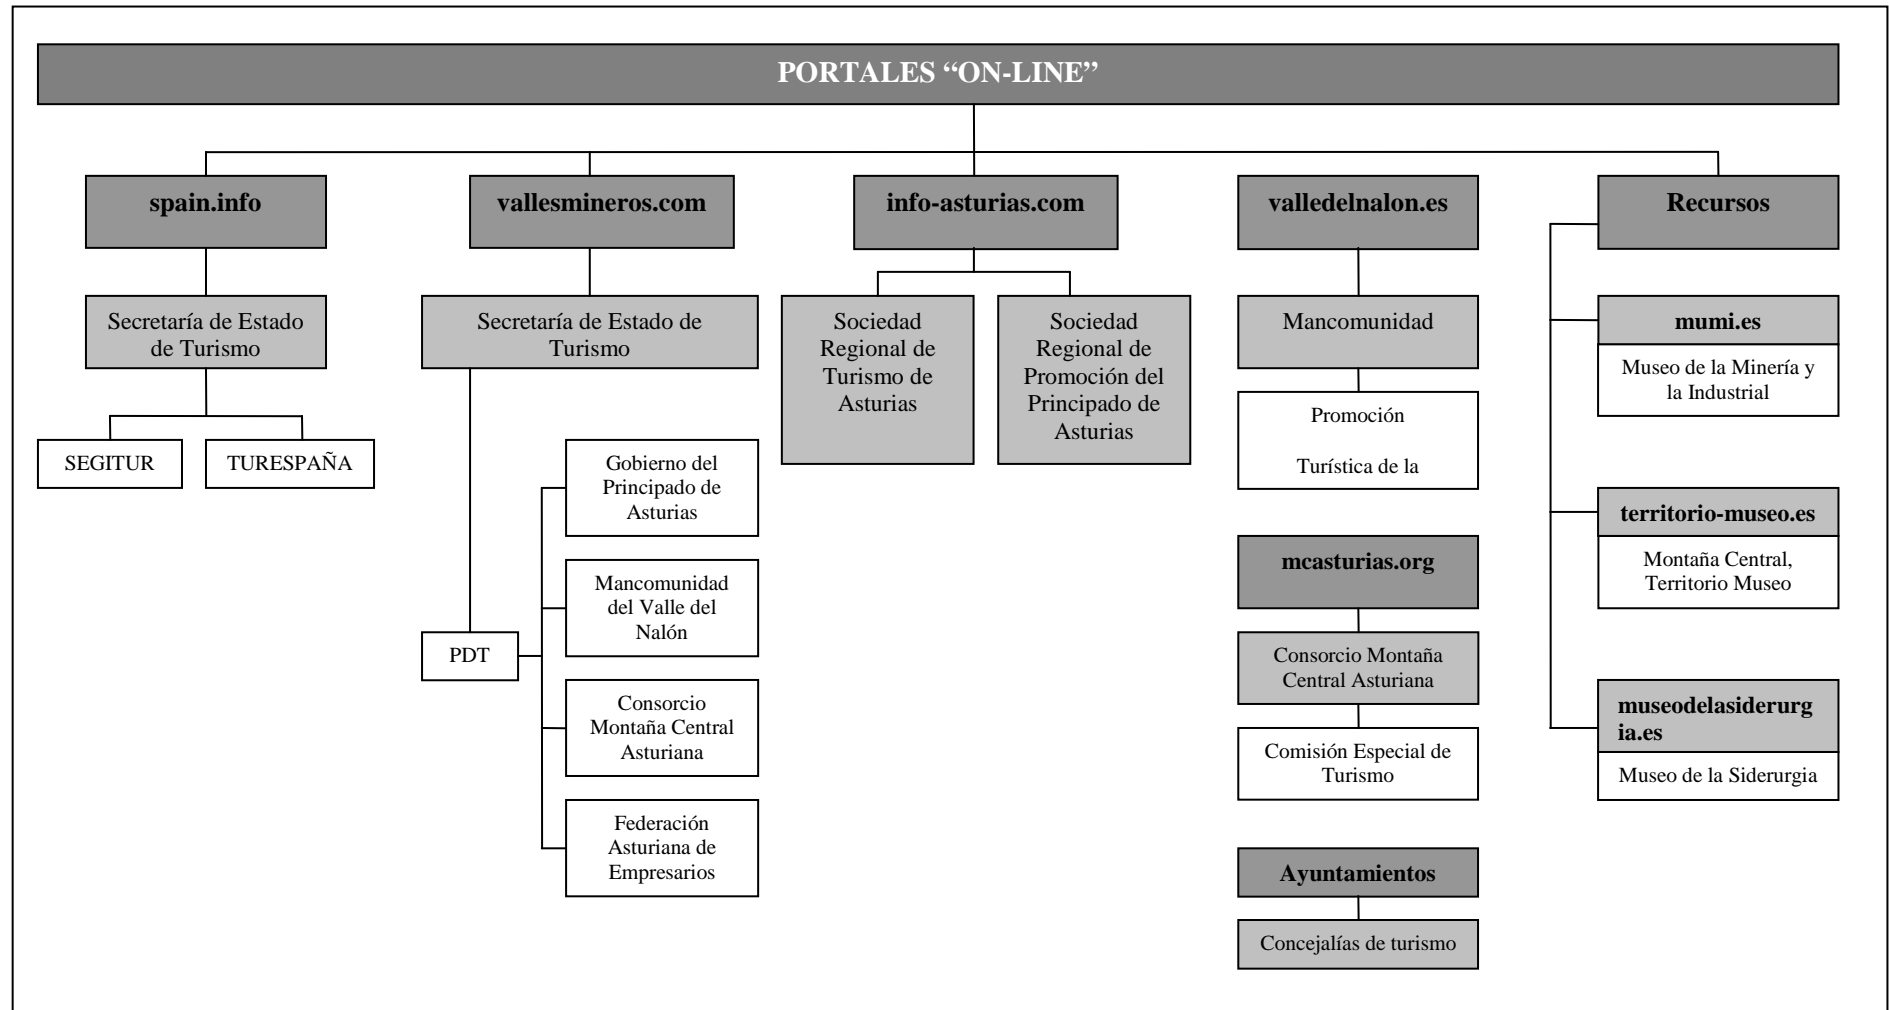 PORTALES “ON-LINE”
spain.info
Secretaría de Estado
de Turismo
SEGITUR
TURESPAÑA
vallesmineros.com
Secretaría de Estado de
Turismo
PDT
Gobierno del
Principado de
Asturias
Mancomunidad
del Valle del
Nalón
Consorcio
Montaña Central
Asturiana
Federación
Asturiana de
Empresarios
info-asturias.com
Sociedad
Regional de
Turismo de
Asturias
Sociedad
Regional de
Promoción del
Principado de
Asturias
valledelnalon.es
Mancomunidad
Promoción
Turística de la
mcasturias.org
Consorcio Montaña
Central Asturiana
Comisión Especial de
Turismo
Ayuntamientos
Concejalías de turismo
Recursos
mumi.es
Museo de la Minería y
la Industrial
territorio-museo.es
Montaña Central,
Territorio Museo
museodelasiderurg
ia.es
Museo de la Siderurgia